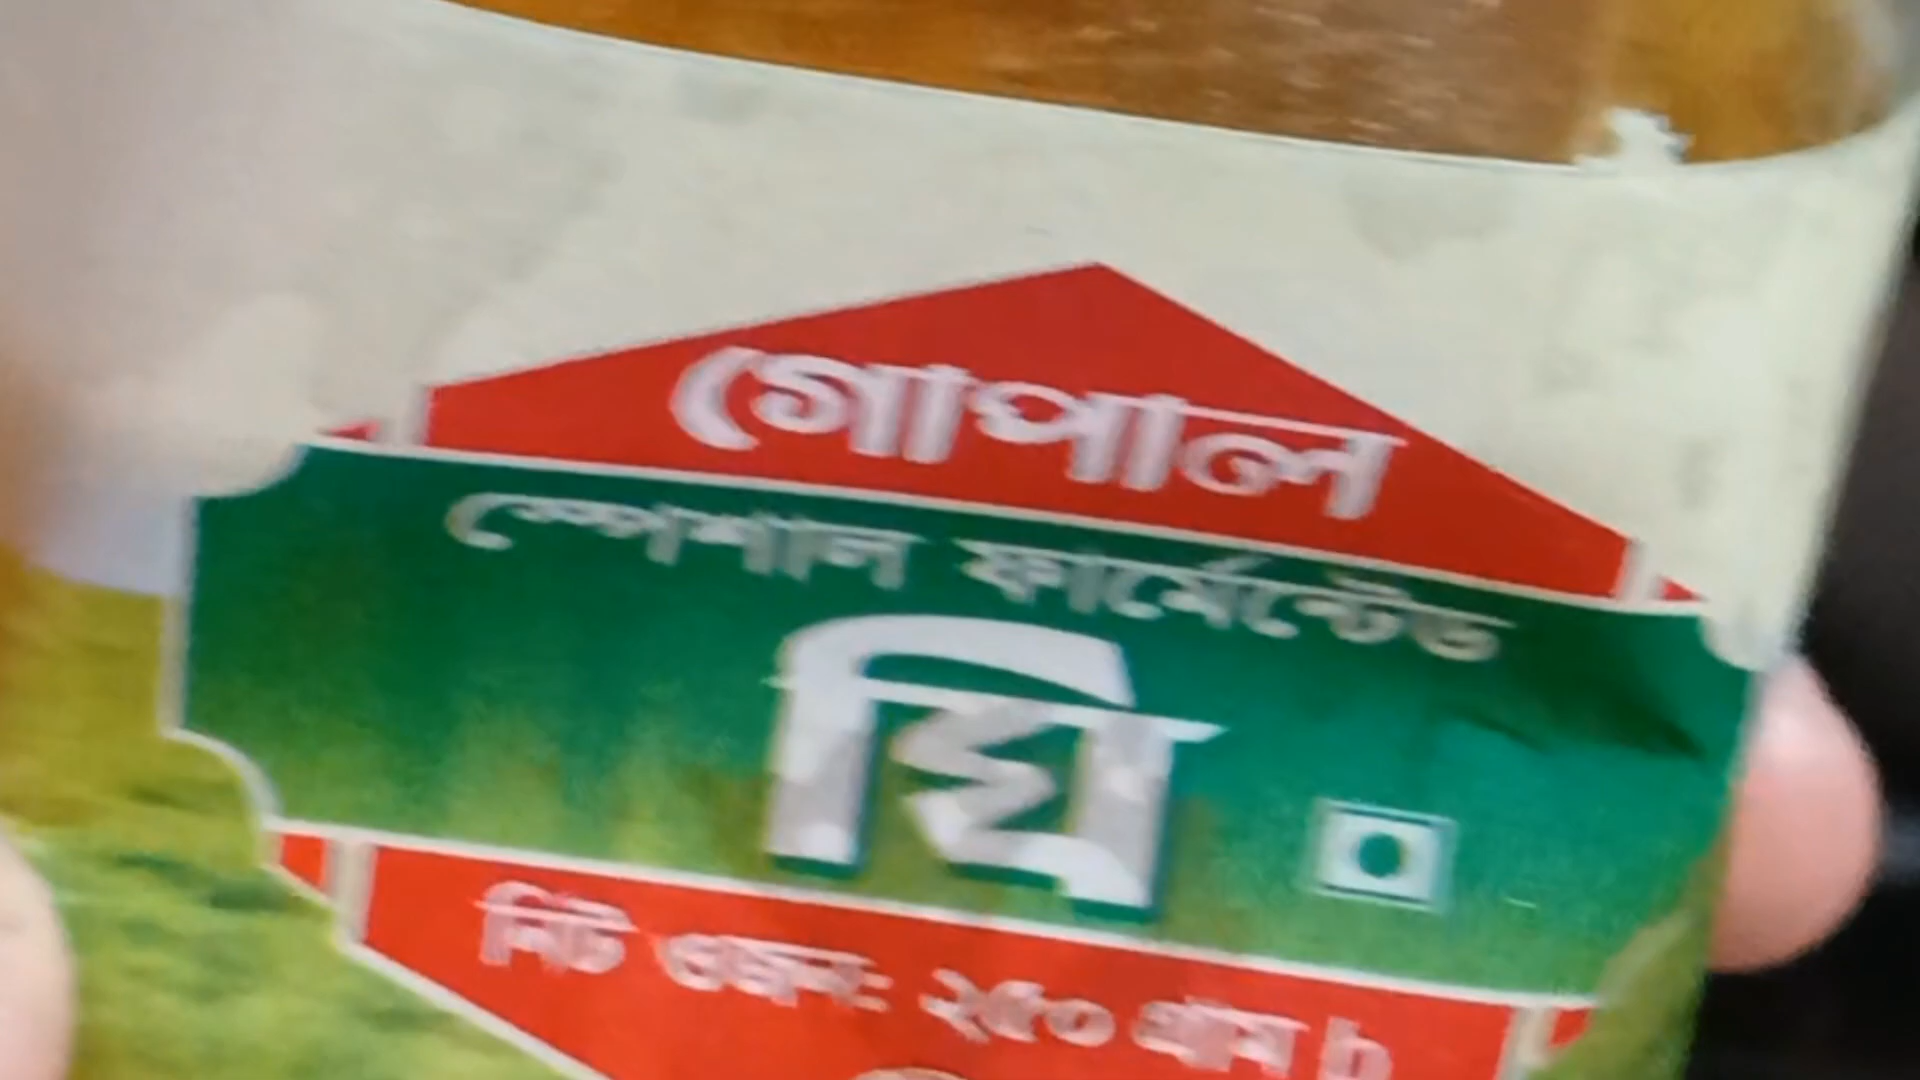 গোপাল
স্পেশাল ফার্মেন্টেড
ঘি
নিট ওজন: ২৫০ গ্রাম